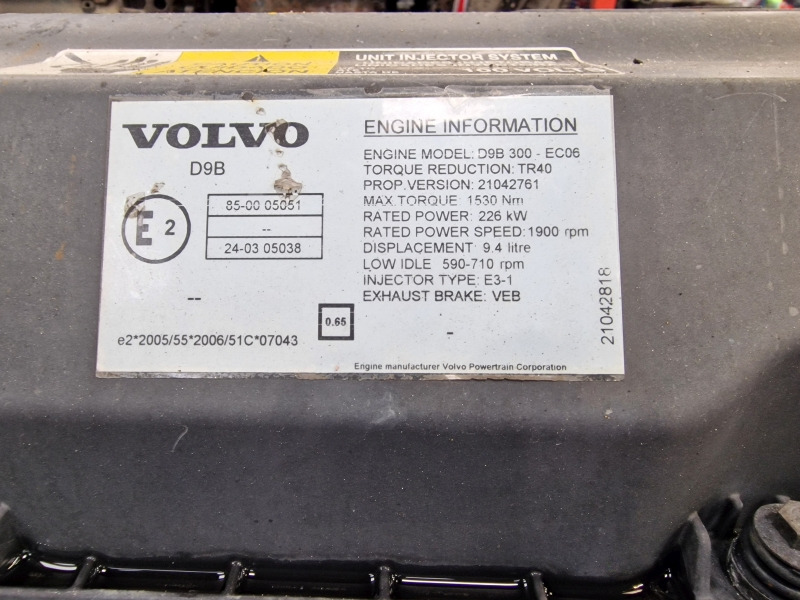 ATENCION
UNIT INJECTOR SYSTEM
VOLVO
D9B
E 2
85-00 05051
--
24-03 05038
--
0.65
e2*2005/55*2006/51C*07043
ENGINE INFORMATION
ENGINE MODEL: D9B 300 - EC06
TORQUE REDUCTION: TR40
PROP.VERSION: 21042761
MAX.TORQUE: 1530 Nm
RATED POWER: 226 kW
RATED POWER SPEED: 1900 rpm
DISPLACEMENT: 9.4 litre
LOW IDLE 590-710 rpm
INJECTOR TYPE: E3-1
EXHAUST BRAKE: VEB
-
21042818
Engine manufacturer Volvo Powertrain Corporation